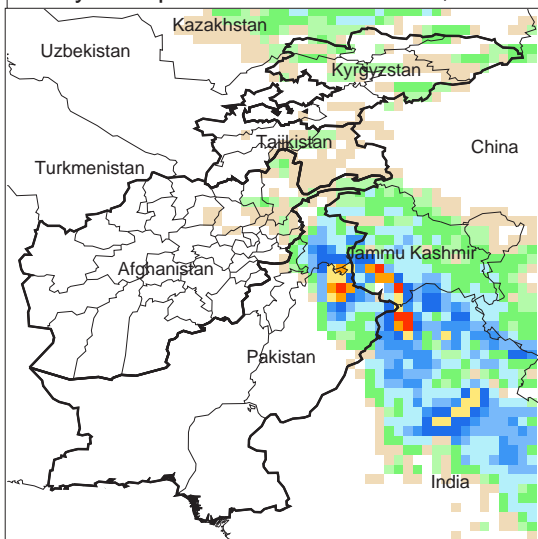 Kazakhstan
Uzbekistan
Kyrgyzstan
Tajikistan
China
Turkmenistan
Jammu Kashmir
Afghanistan
Pakistan
India